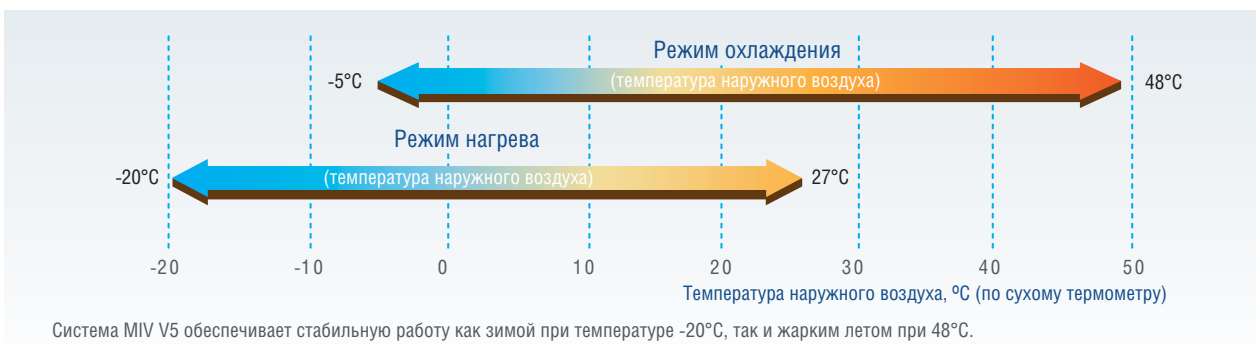 Режим охлаждения
-5°C
(температура наружного воздуха)
48°C
Режим нагрева
-20°C
(температура наружного воздуха)
27°C
-20 -10 0 10 20 30 40 50
Температура наружного воздуха, ºС (по сухому термометру)
Система MIV V5 обеспечивает стабильную работу как зимой при температуре -20°C, так и жарким летом при 48°C.